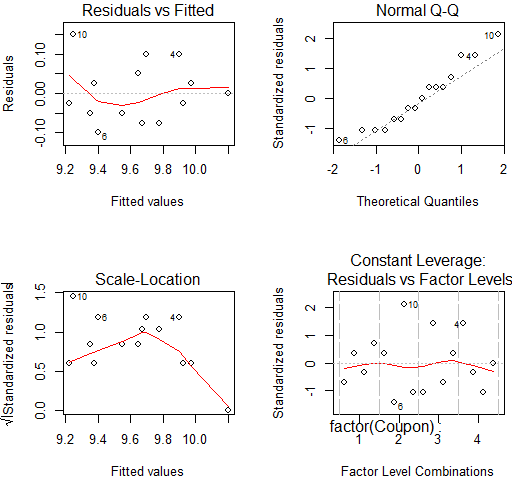 Residuals vs Fitted
Residuals
-0.10 0.00 0.10
10
4
6
9.2 9.4 9.6 9.8 10.0
Fitted values
Normal Q-Q
Standardized residuals
-1 0 1 2
10
4
6
-2 -1 0 1 2
Theoretical Quantiles
Scale-Location
√|Standardized residuals|
0.0 0.5 1.0 1.5
10
6
4
9.2 9.4 9.6 9.8 10.0
Fitted values
Constant Leverage:
Residuals vs Factor Levels
Standardized residuals
-1 0 1 2
10
4
6
factor(Coupon) :
1 2 3 4
Factor Level Combinations